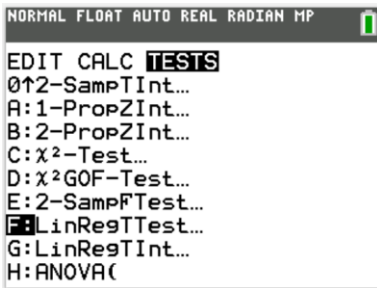 NORMAL FLOAT AUTO REAL RADIAN MP
EDIT CALC TESTS
0↑2-SampTInt…
A:1-PropZInt…
B:2-PropZInt…
C:χ²-Test…
D:χ²GOF-Test…
E:2-SampFTest…
F:LinRegTTest…
G:LinRegTInt…
H:ANOVA(